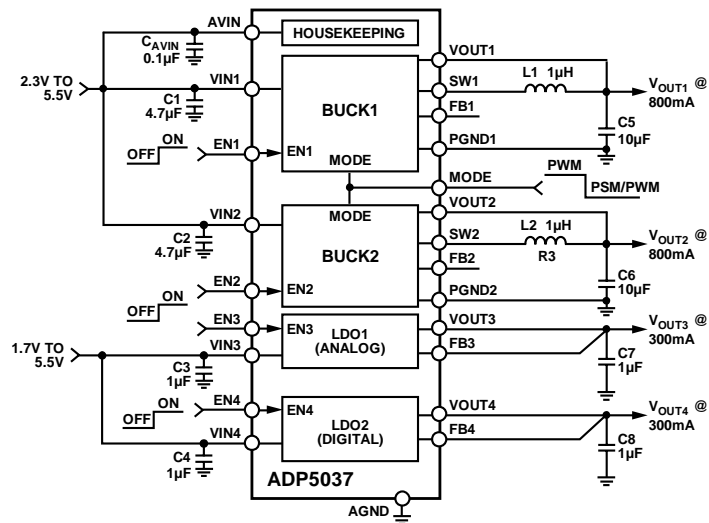 AVIN
HOUSEKEEPING
C_AVIN
0.1µF
VOUT1
2.3V TO
5.5V
VIN1
C1
4.7µF
BUCK1
SW1
L1 1µH
V_OUT1 @
800mA
FB1
C5
10µF
ON
OFF
EN1
EN1
PGND1
MODE
MODE
PWM
PSM/PWM
VIN2
MODE
VOUT2
C2
4.7µF
BUCK2
SW2
L2 1µH
R3
V_OUT2 @
800mA
FB2
C6
10µF
ON
OFF
EN2
EN2
PGND2
EN3
EN3
LDO1
(ANALOG)
VOUT3
V_OUT3 @
300mA
1.7V TO
5.5V
VIN3
FB3
C3
1µF
C7
1µF
ON
OFF
EN4
EN4
LDO2
(DIGITAL)
VOUT4
V_OUT4 @
300mA
VIN4
FB4
C4
1µF
C8
1µF
ADP5037
AGND